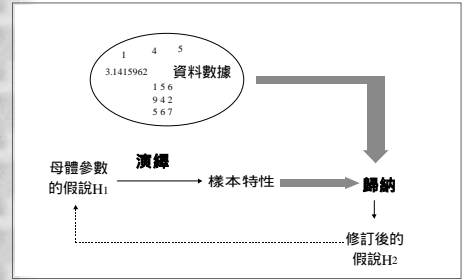 1 4 5
3.1415962 資料數據
1 5 6
9 4 2
5 6 7
母體參數
的假說H1
演繹
樣本特性
歸納
修訂後的
假說H2